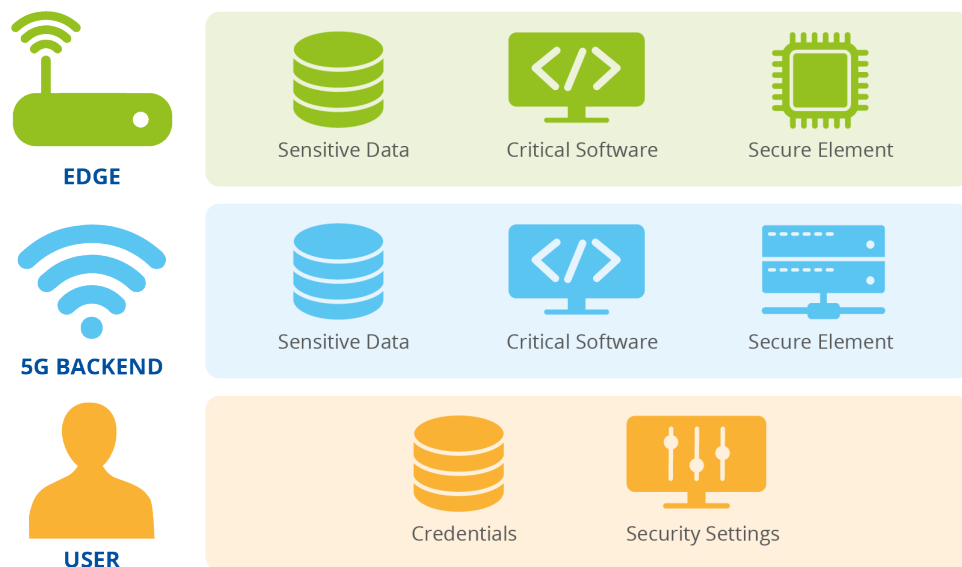 Sensitive Data
Critical Software
Secure Element
EDGE
Sensitive Data
Critical Software
Secure Element
5G BACKEND
Credentials
Security Settings
USER